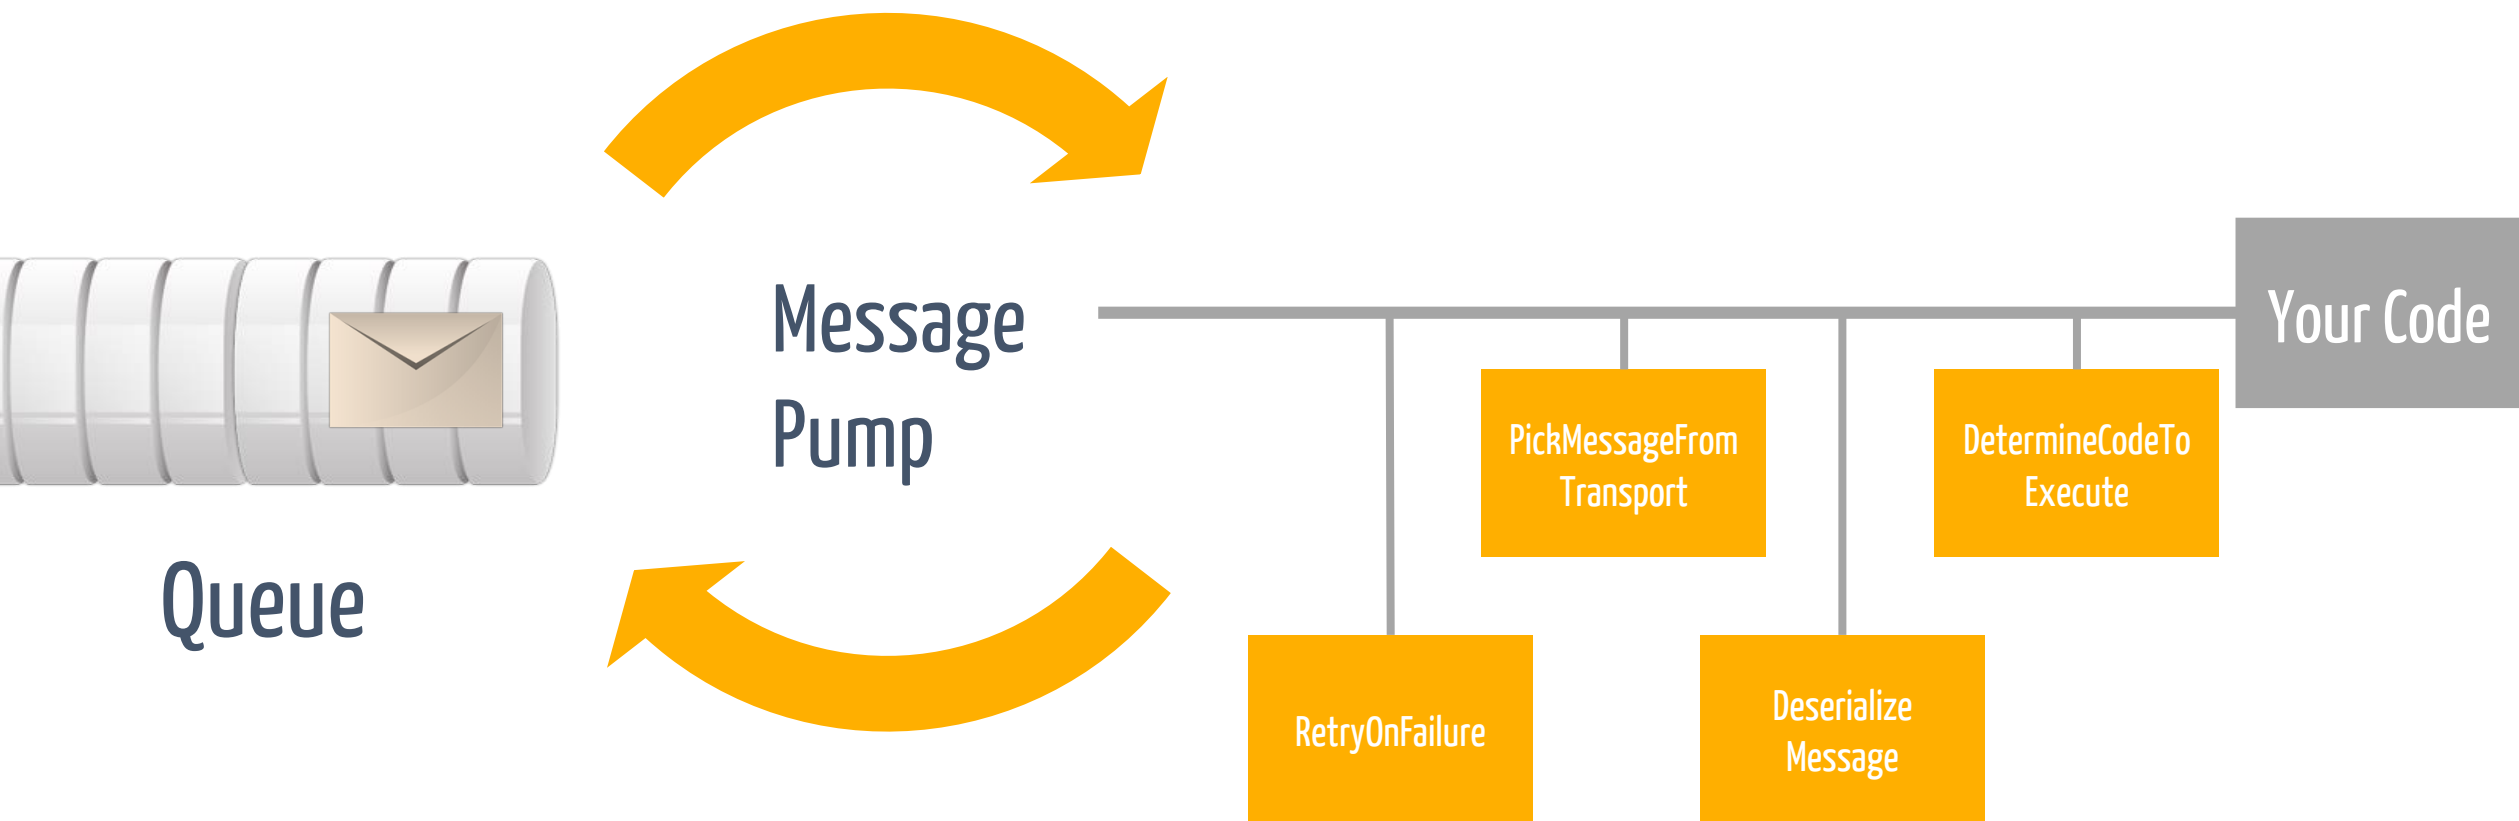 Queue
Message
Pump
RetryOnFailure
PickMessageFrom
Transport
Deserialize
Message
DetermineCodeTo
Execute
Your Code